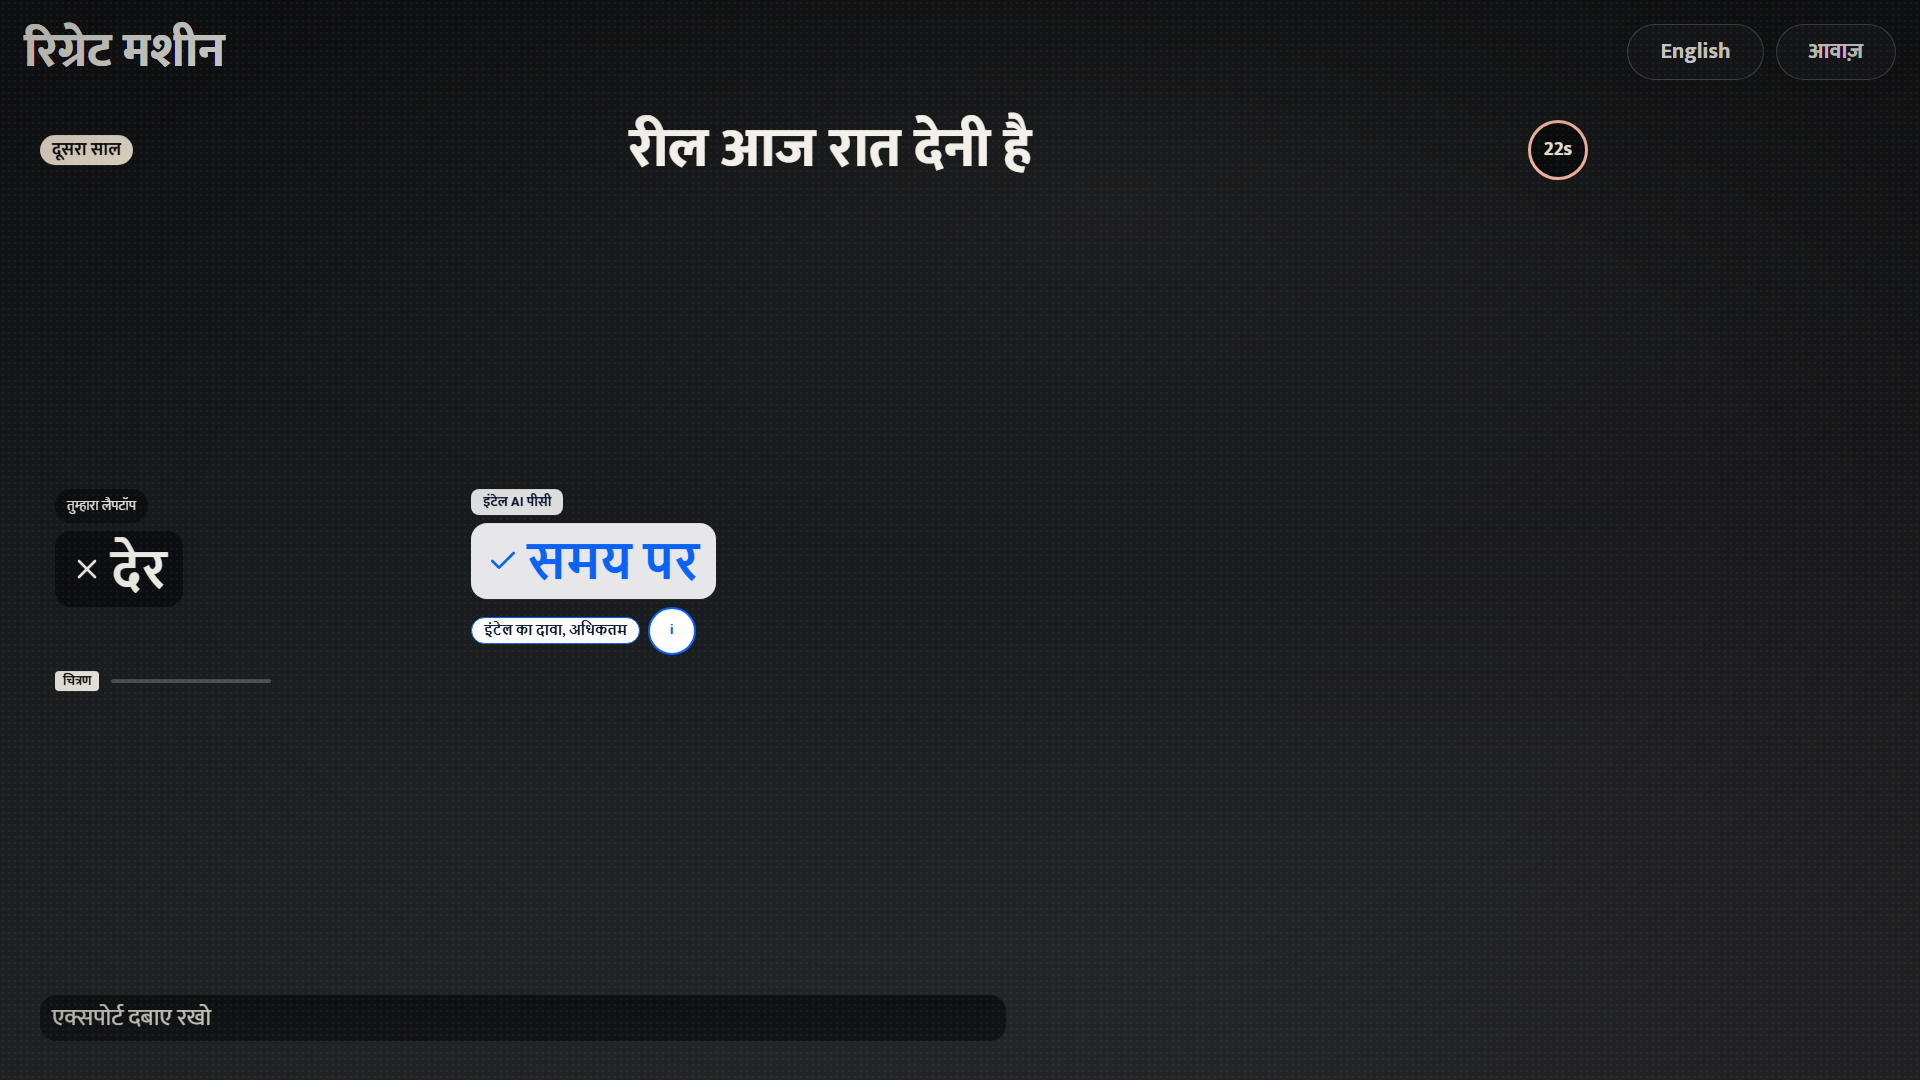 रिग्रेट मशीन
English
आवाज़
दूसरा साल
रील आज रात देनी है
22s
तुम्हारा लैपटॉप
देर
इंटेल AI पीसी
समय पर
इंटेल का दावा, अधिकतम
i
चित्रण
एक्सपोर्ट दबाए रखो